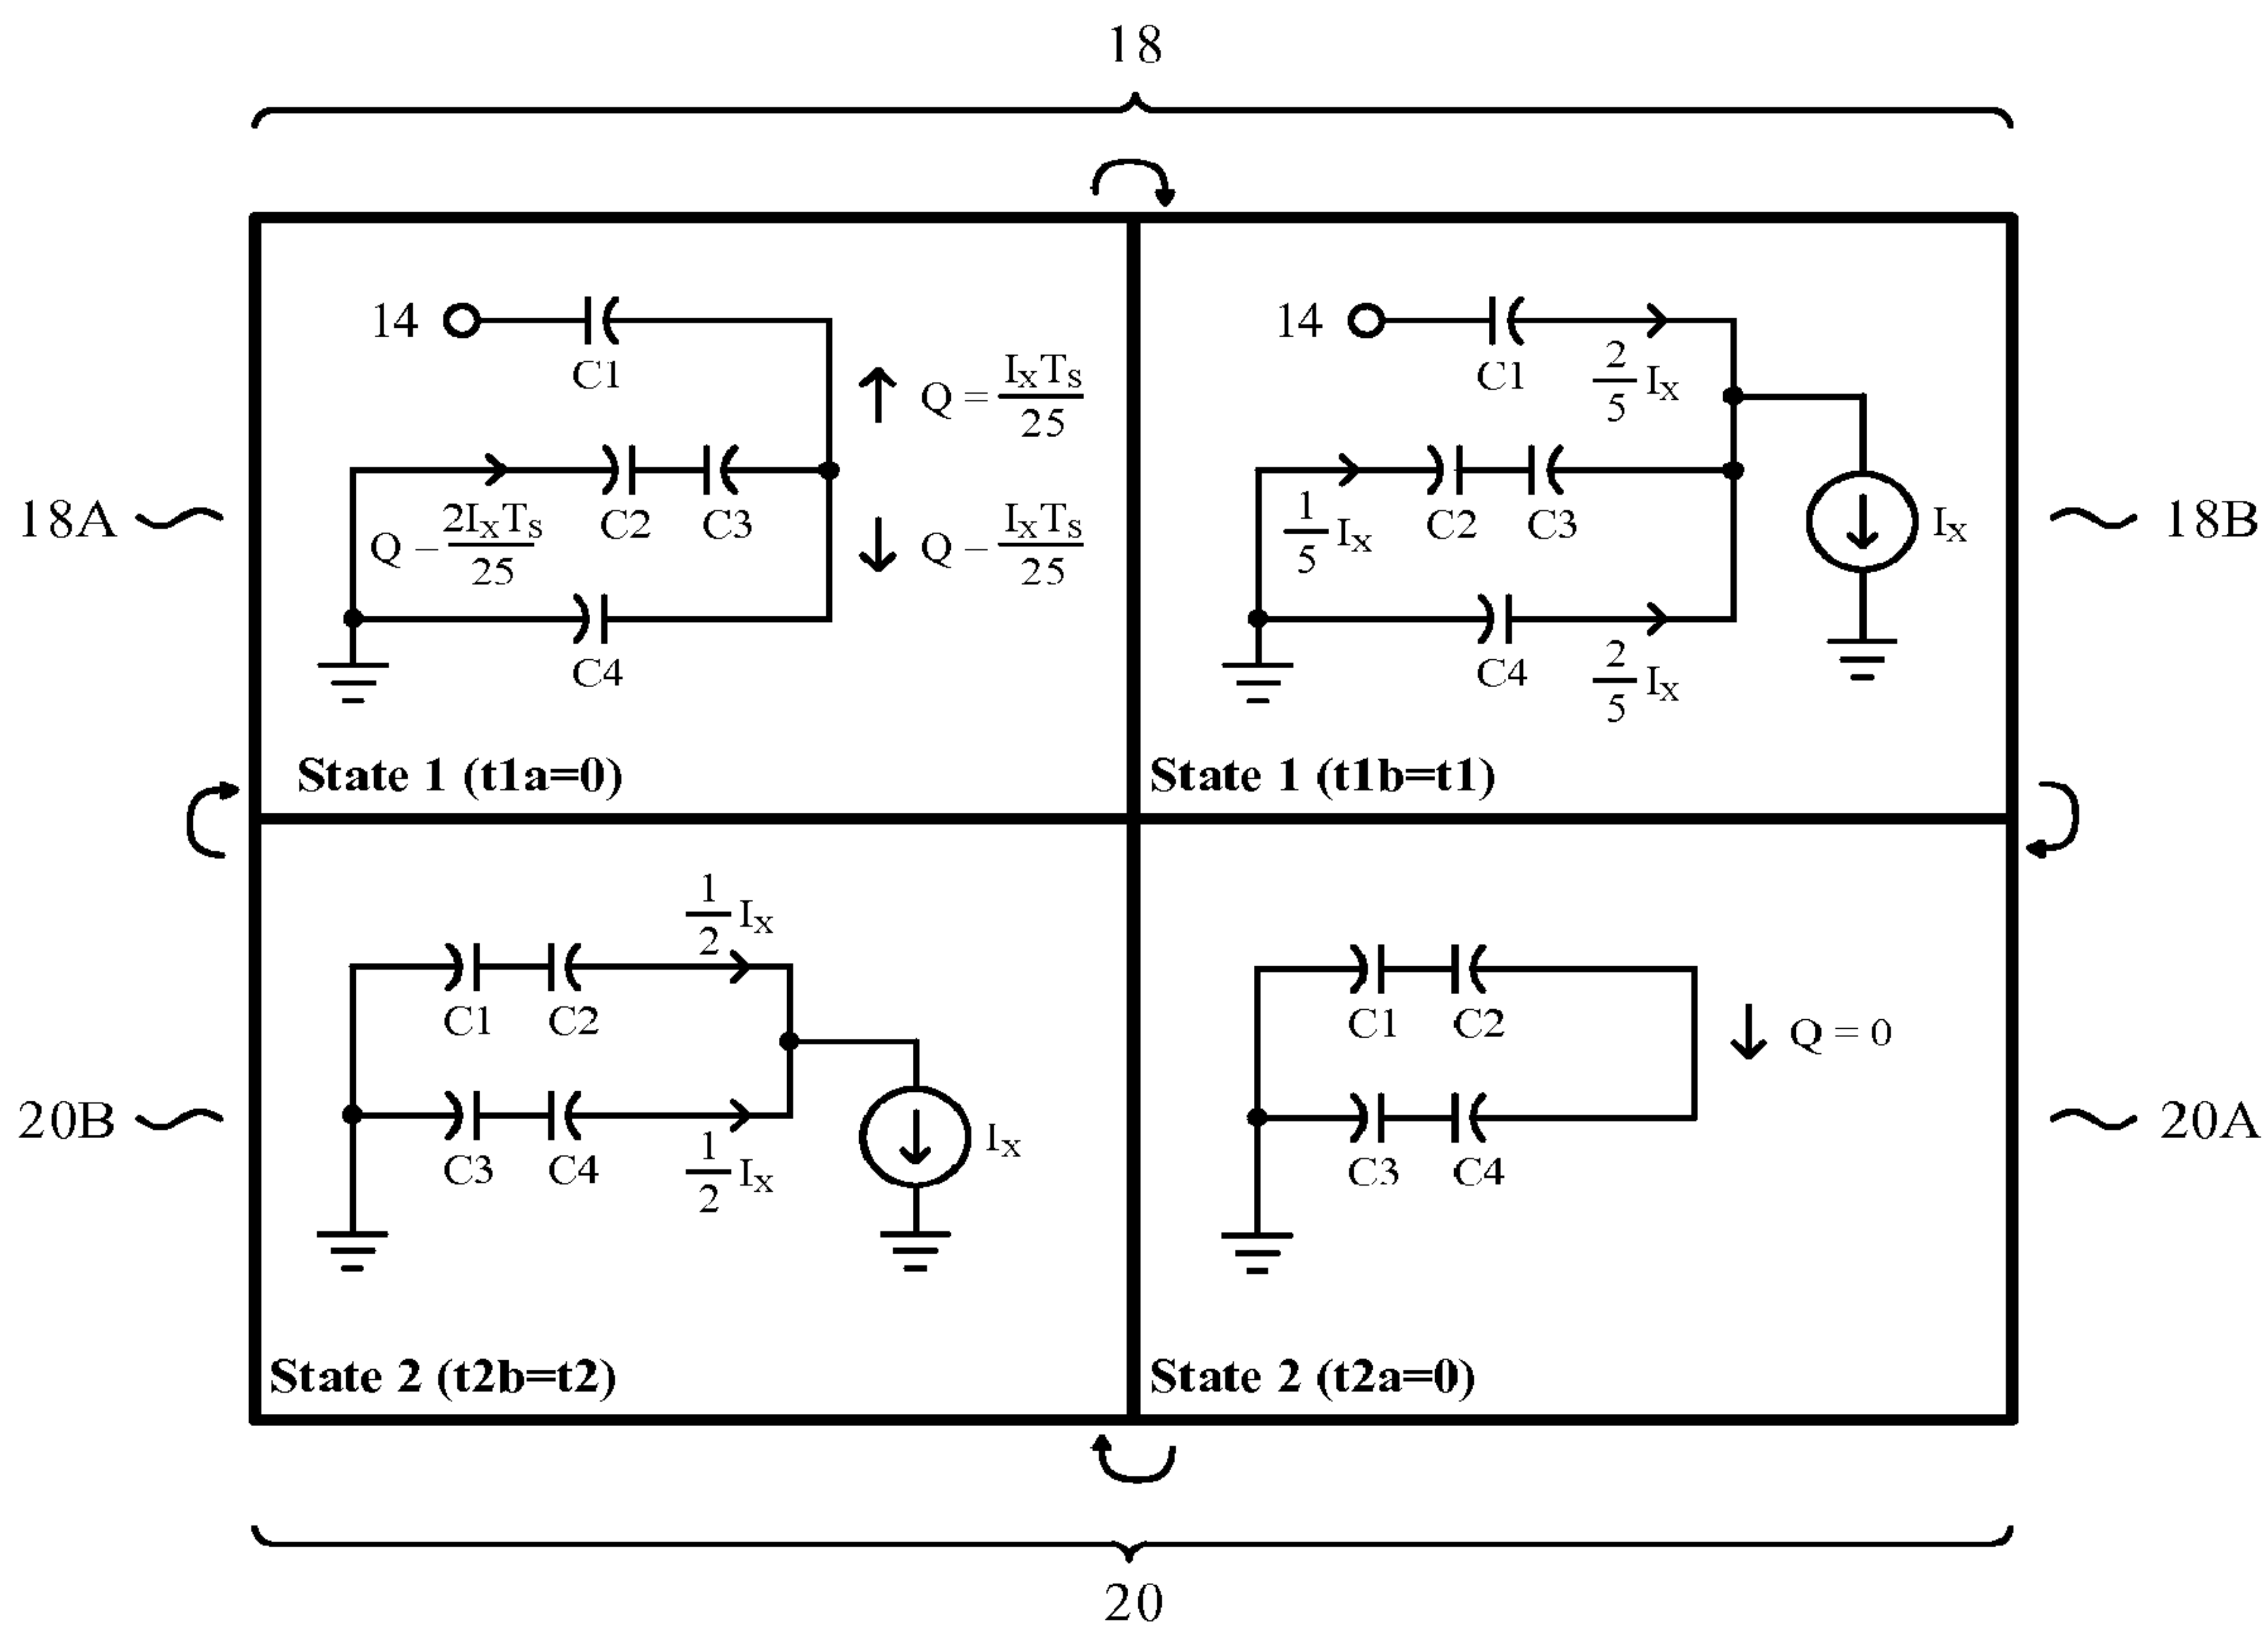 18
14
C1
Q = IxTs/25
Q – 2IxTs/25
C2
C3
Q – IxTs/25
C4
State 1 (t1a=0)
18A
14
C1
2/5 Ix
1/5 Ix
C2
C3
Ix
C4
2/5 Ix
State 1 (t1b=t1)
18B
1/2 Ix
C1
C2
C3
C4
1/2 Ix
Ix
State 2 (t2b=t2)
20B
C1
C2
Q = 0
C3
C4
State 2 (t2a=0)
20A
20